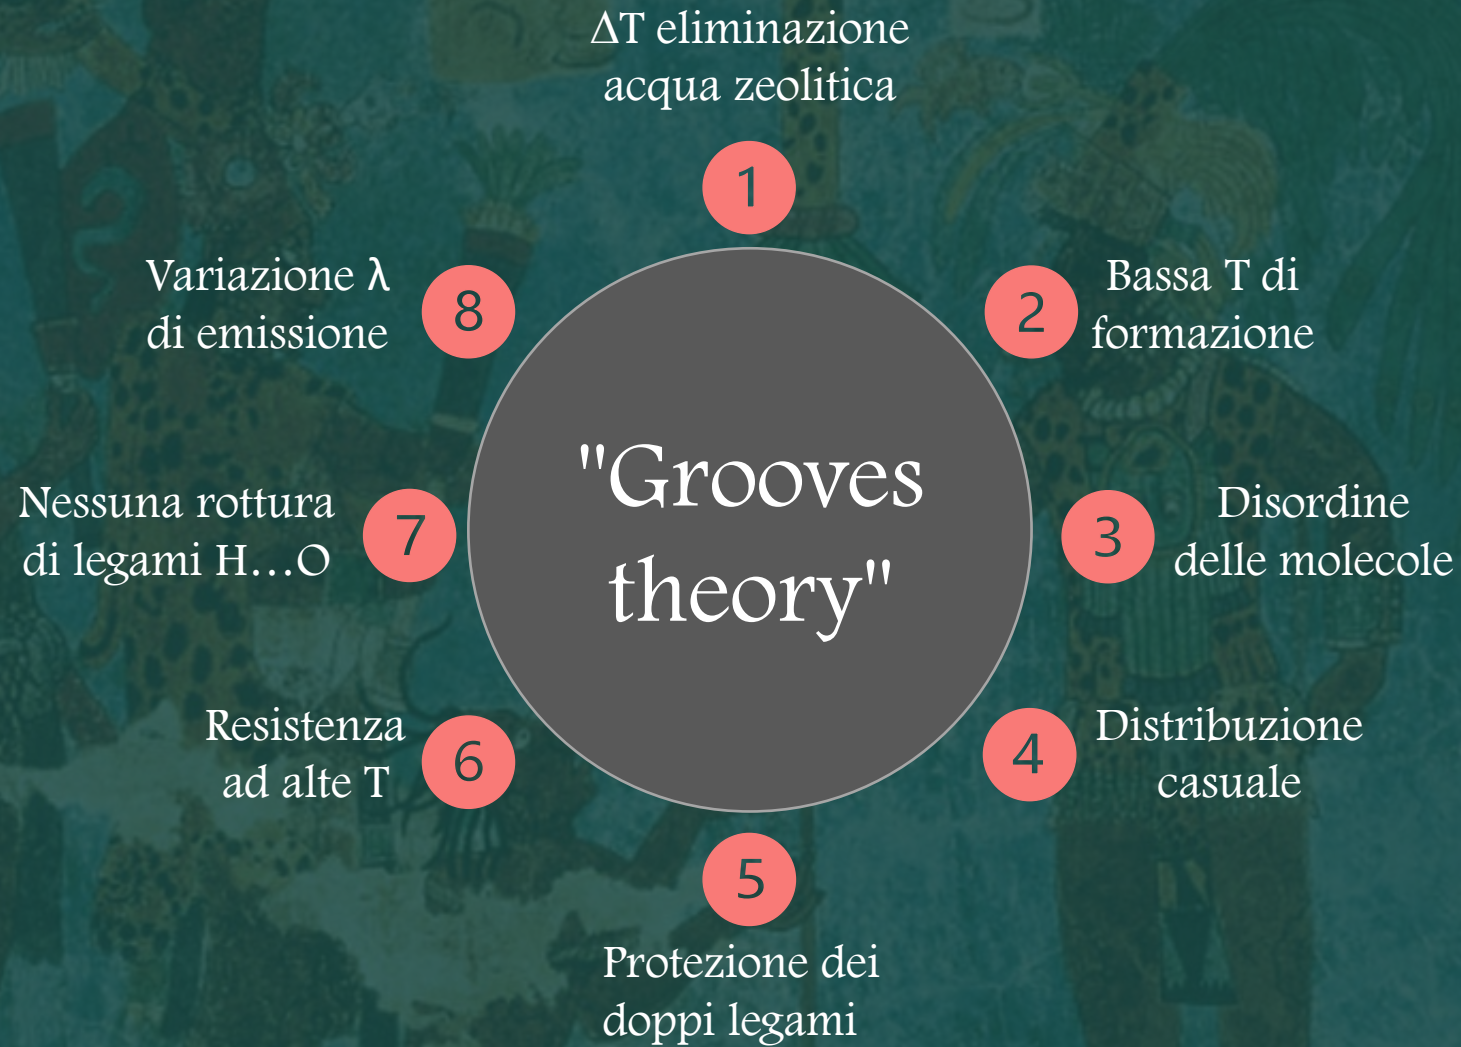 ΔT eliminazione
acqua zeolitica
1
2
Bassa T di
formazione
3
Disordine
delle molecole
4
Distribuzione
casuale
5
Protezione dei
doppi legami
6
Resistenza
ad alte T
7
Nessuna rottura
di legami H…O
8
Variazione λ
di emissione
"Grooves
theory"